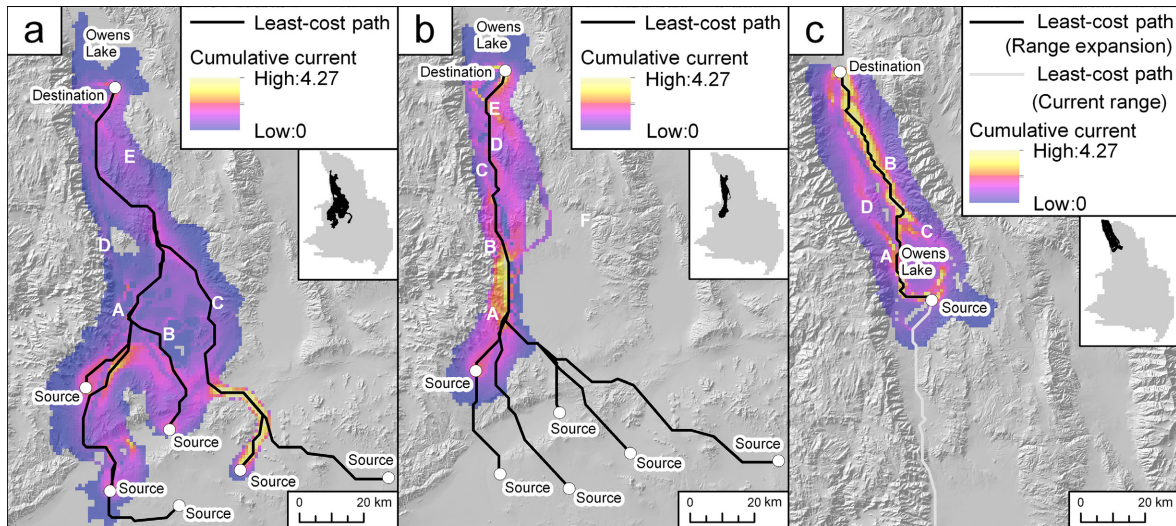 a
Owens
Lake
Destination
Least-cost path
Cumulative current
High:4.27
Low:0
E
D
A
B
C
Source
Source
Source
Source
Source
0 20 km
b
Owens
Lake
Destination
Least-cost path
Cumulative current
High:4.27
Low:0
E
D
C
B
F
A
Source
Source
Source
Source
Source
Source
0 20 km
c
Destination
Least-cost path
(Range expansion)
Least-cost path
(Current range)
Cumulative current
High:4.27
Low:0
B
D
C
A
Owens
Lake
Source
0 20 km